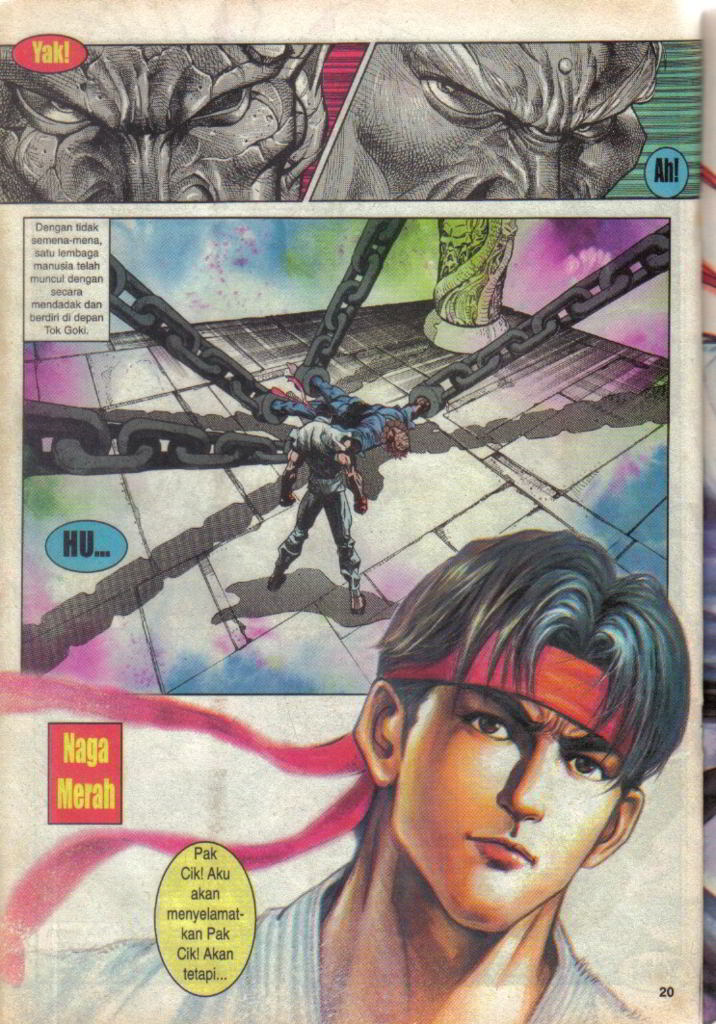 Yak!
Ah!
Dengan tidak
semena-mena,
satu lembaga
manusia telah
muncul dengan
secara
mendadak dan
berdiri di depan
Tok Goki.
HU...
Naga
Merah
Pak
Cik! Aku
akan
menyelamat-
kan Pak
Cik! Akan
tetapi...
20